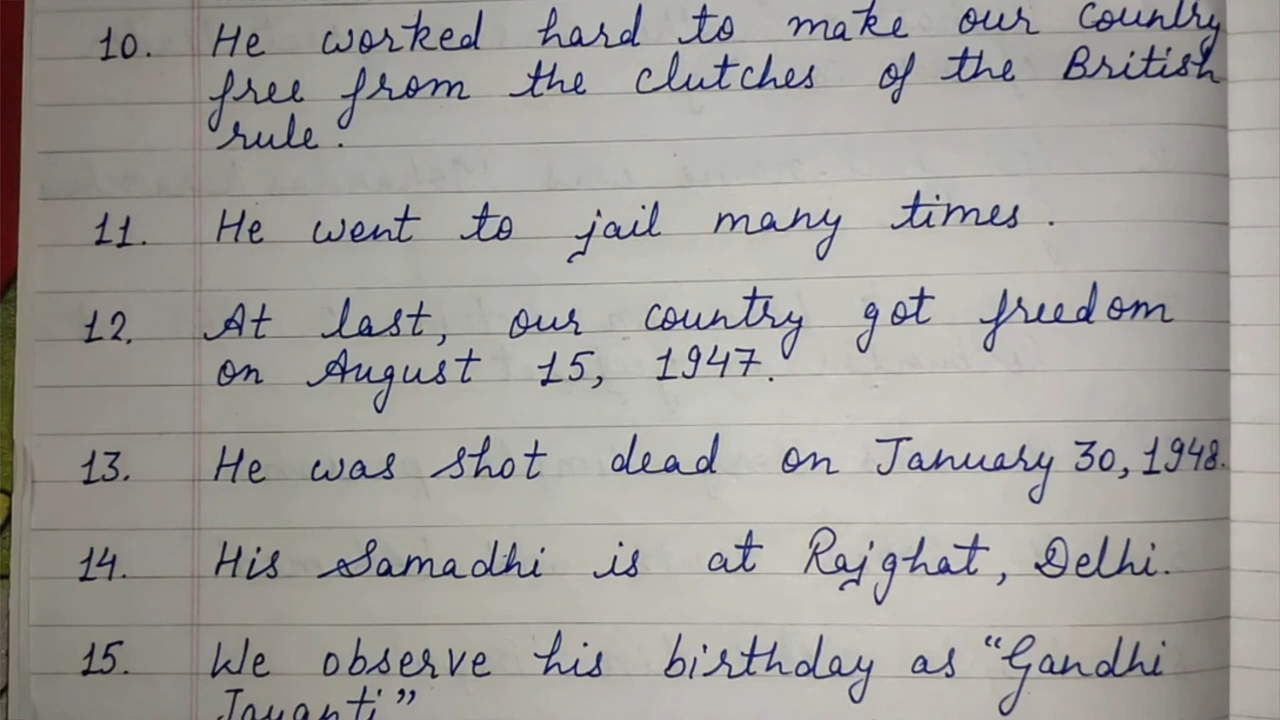 10. He worked hard to make our country
free from the clutches of the British
rule.
11. He went to jail many times.
12. At last, our country got freedom
on August 15, 1947.
13. He was shot dead on January 30, 1948.
14. His Samadhi is at Rajghat, Delhi.
15. We observe his birthday as “Gandhi
Jayanti”